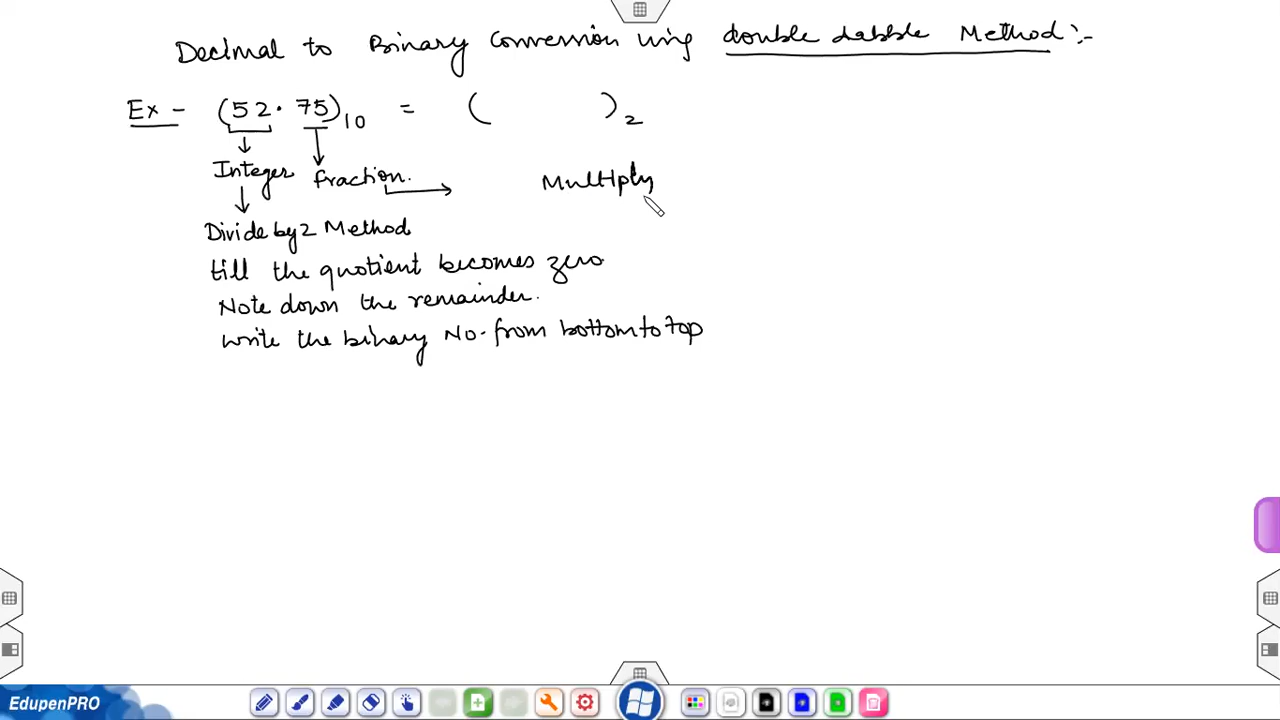 Decimal to Binary Conversion using double dabble Method :-
Ex - (52.75)10 = ( )2
Integer fraction. Multiply
Divide by 2 Method
till the quotient becomes zero
Note down the remainder.
write the binary No. from bottom to top
EdupenPRO